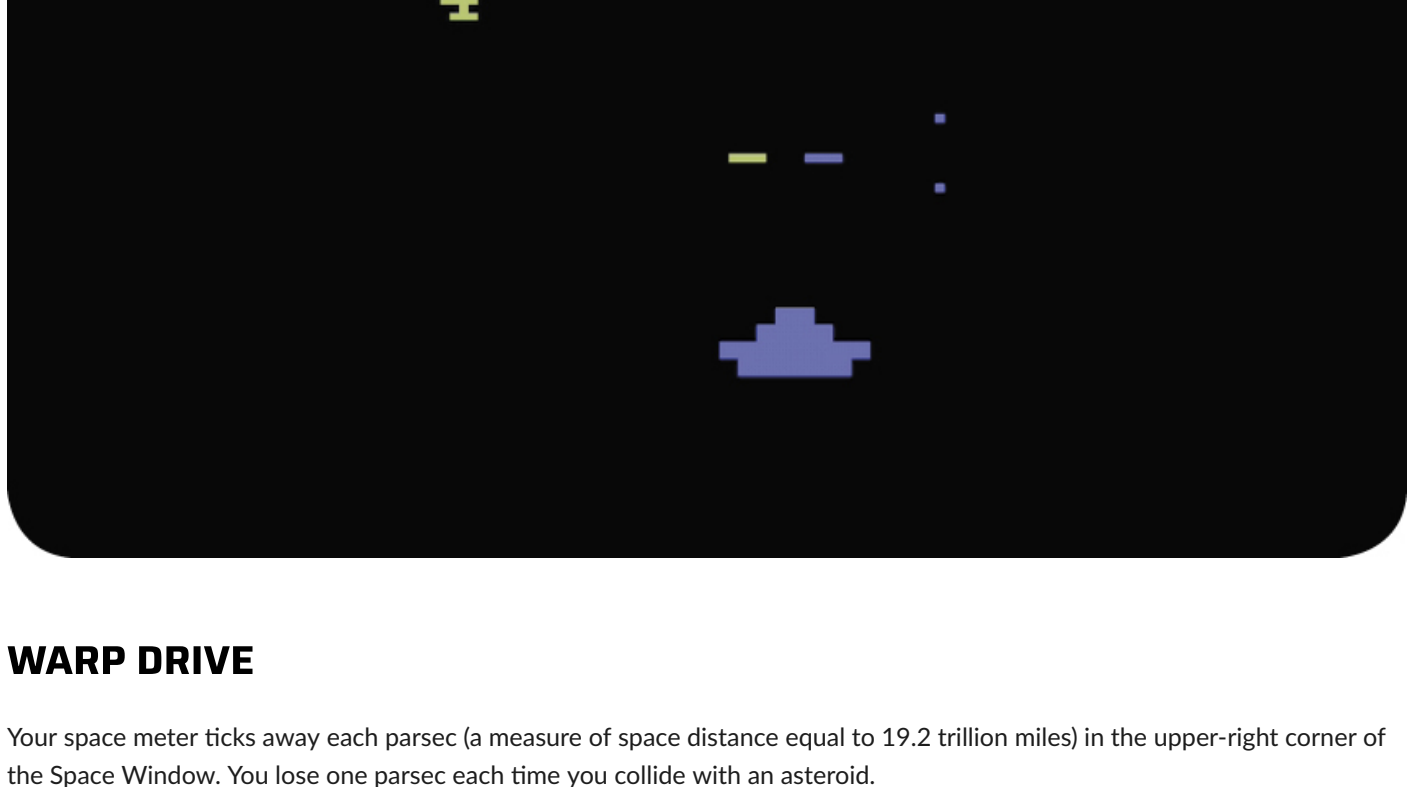 WARP DRIVE
Your space meter ticks away each parsec (a measure of space distance equal to 19.2 trillion miles) in the upper-right corner of
the Space Window. You lose one parsec each time you collide with an asteroid.